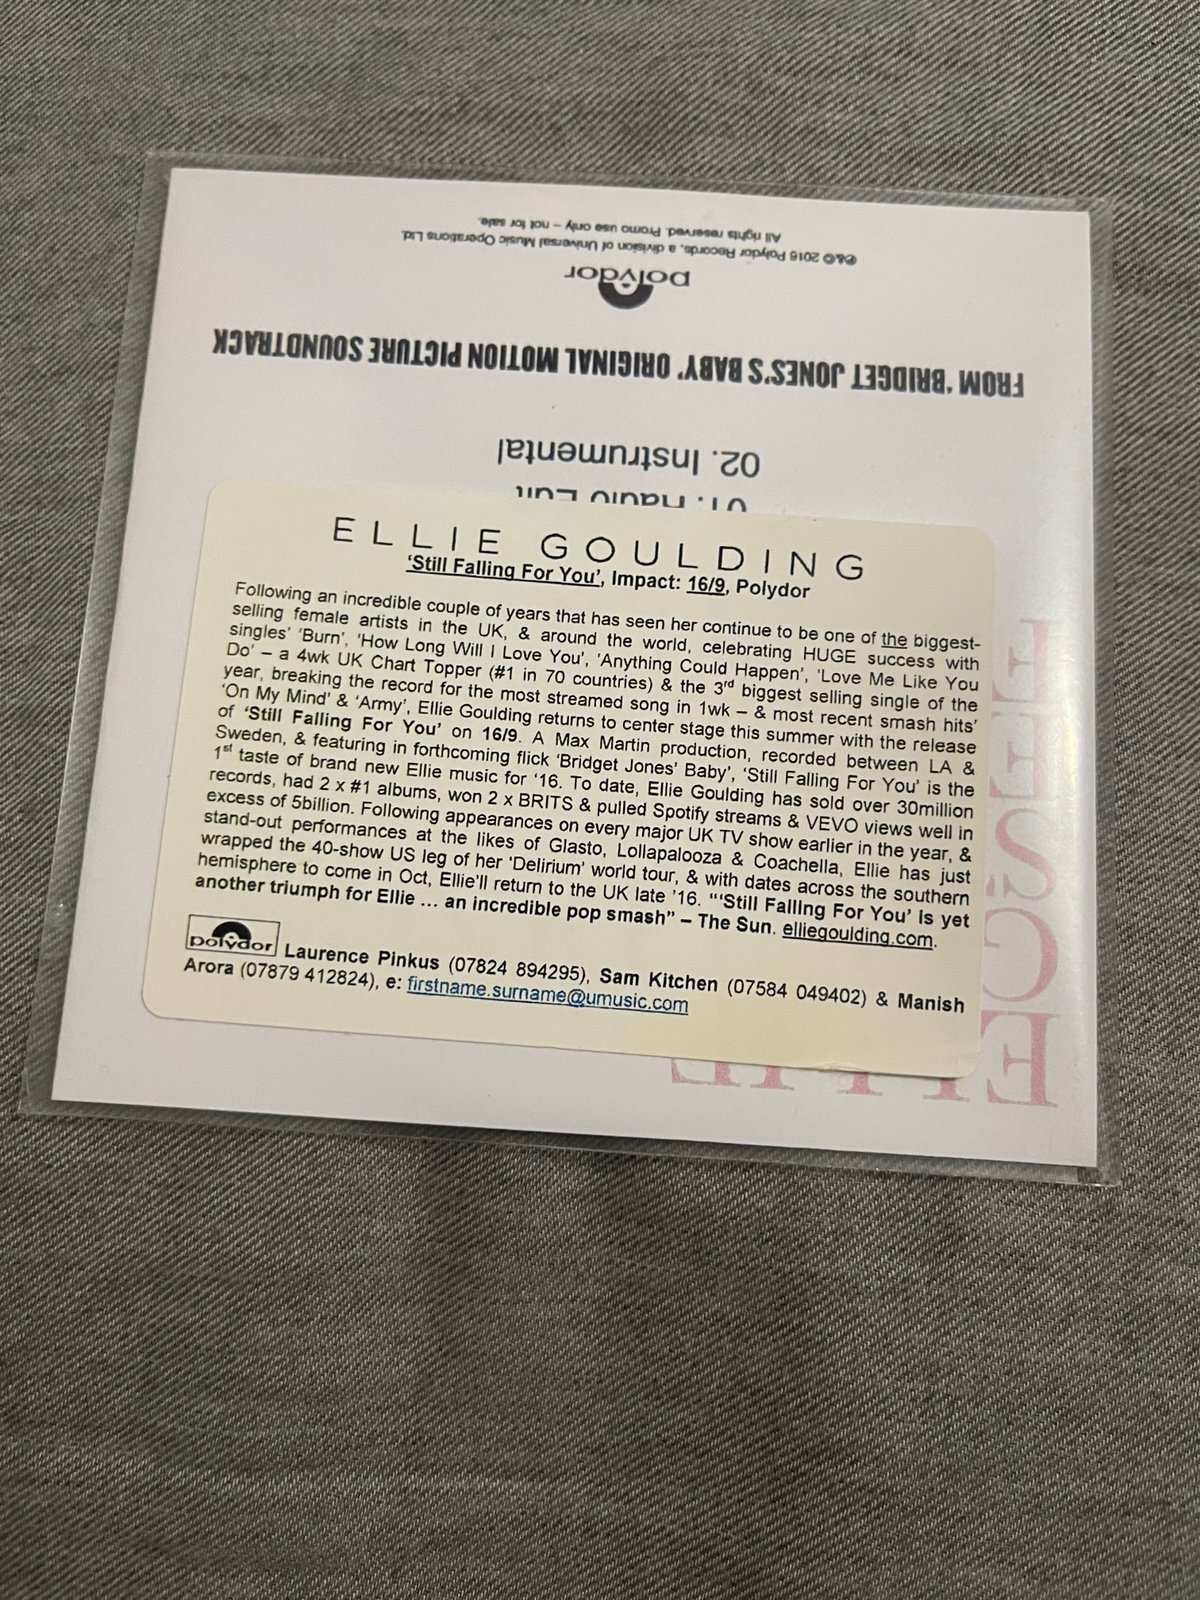 All rights reserved. Promo use only – not for sale.
℗&© 2016 Polydor Records, a division of Universal Music Operations Ltd.
polydor
FROM 'BRIDGET JONES'S BABY' ORIGINAL MOTION PICTURE SOUNDTRACK
02. Instrumental
01. Radio Edit
ELLIE GOULDING
‘Still Falling For You’, Impact: 16/9, Polydor
Following an incredible couple of years that has seen her continue to be one of the biggest-
selling female artists in the UK, & around the world, celebrating HUGE success with
singles’ ‘Burn’, ‘How Long Will I Love You’, ‘Anything Could Happen’, ‘Love Me Like You
Do’ – a 4wk UK Chart Topper (#1 in 70 countries) & the 3rd biggest selling single of the
year, breaking the record for the most streamed song in 1wk – & most recent smash hits’
‘On My Mind’ & ‘Army’, Ellie Goulding returns to center stage this summer with the release
of ‘Still Falling For You’ on 16/9. A Max Martin production, recorded between LA &
Sweden, & featuring in forthcoming flick ‘Bridget Jones’ Baby’, ‘Still Falling For You’ is the
1st taste of brand new Ellie music for ‘16. To date, Ellie Goulding has sold over 30million
records, had 2 x #1 albums, won 2 x BRITS & pulled Spotify streams & VEVO views well in
excess of 5billion. Following appearances on every major UK TV show earlier in the year, &
stand-out performances at the likes of Glasto, Lollapalooza & Coachella, Ellie has just
wrapped the 40-show US leg of her ‘Delirium’ world tour, & with dates across the southern
hemisphere to come in Oct, Ellie’ll return to the UK late ’16. “‘Still Falling For You’ is yet
another triumph for Ellie … an incredible pop smash” – The Sun. elliegoulding.com.
polydor Laurence Pinkus (07824 894295), Sam Kitchen (07584 049402) & Manish
Arora (07879 412824), e: firstname.surname@umusic.com